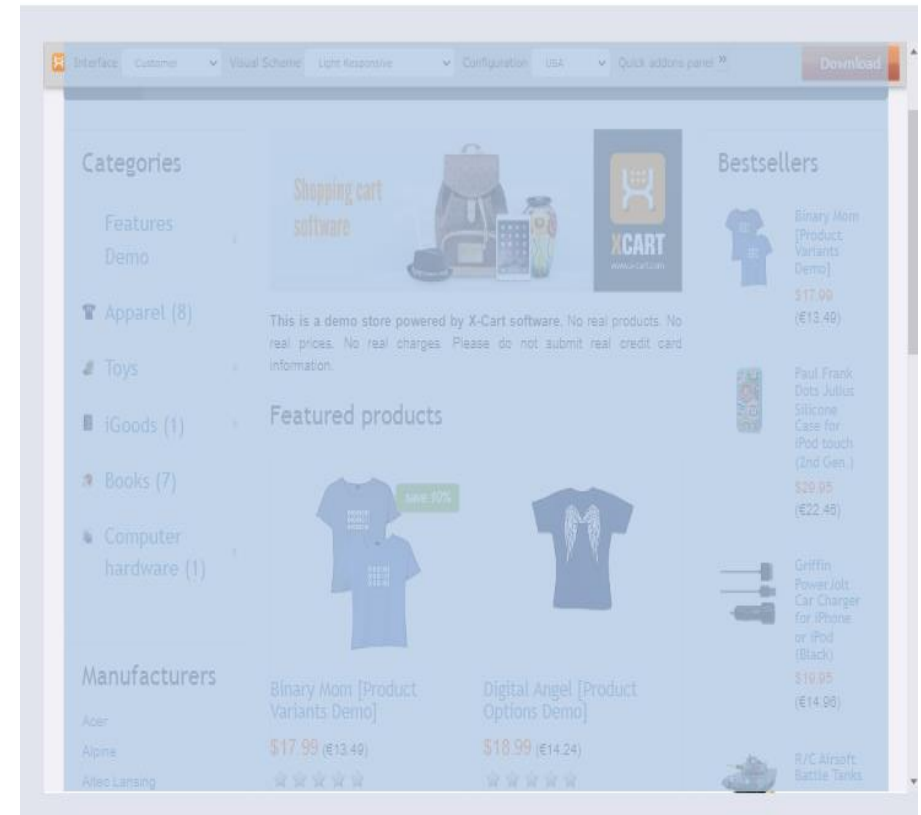 Interface Customer Visual Scheme Light Responsive Configuration USA Quick addons panel » Download
Categories
Features
Demo
Apparel (8)
Toys
iGoods (1)
Books (7)
Computer
hardware (1)
Manufacturers
Acer
Alpine
Altec Lansing
Shopping cart
software
XCART
www.x-cart.com
This is a demo store powered by X-Cart software. No real products. No
real prices. No real charges. Please do not submit real credit card
information.
Featured products
save 10%
Binary Mom [Product
Variants Demo]
$17.99 (€13.49)
Digital Angel [Product
Options Demo]
$18.99 (€14.24)
Bestsellers
Binary Mom
[Product
Variants
Demo]
$17.99
(€13.49)
Paul Frank
Dots Julius
Silicone
Case for
iPod touch
(2nd Gen.)
$29.95
(€22.46)
Griffin
PowerJolt
Car Charger
for iPhone
or iPod
(Black)
$19.95
(€14.96)
R/C Airsoft
Battle Tanks